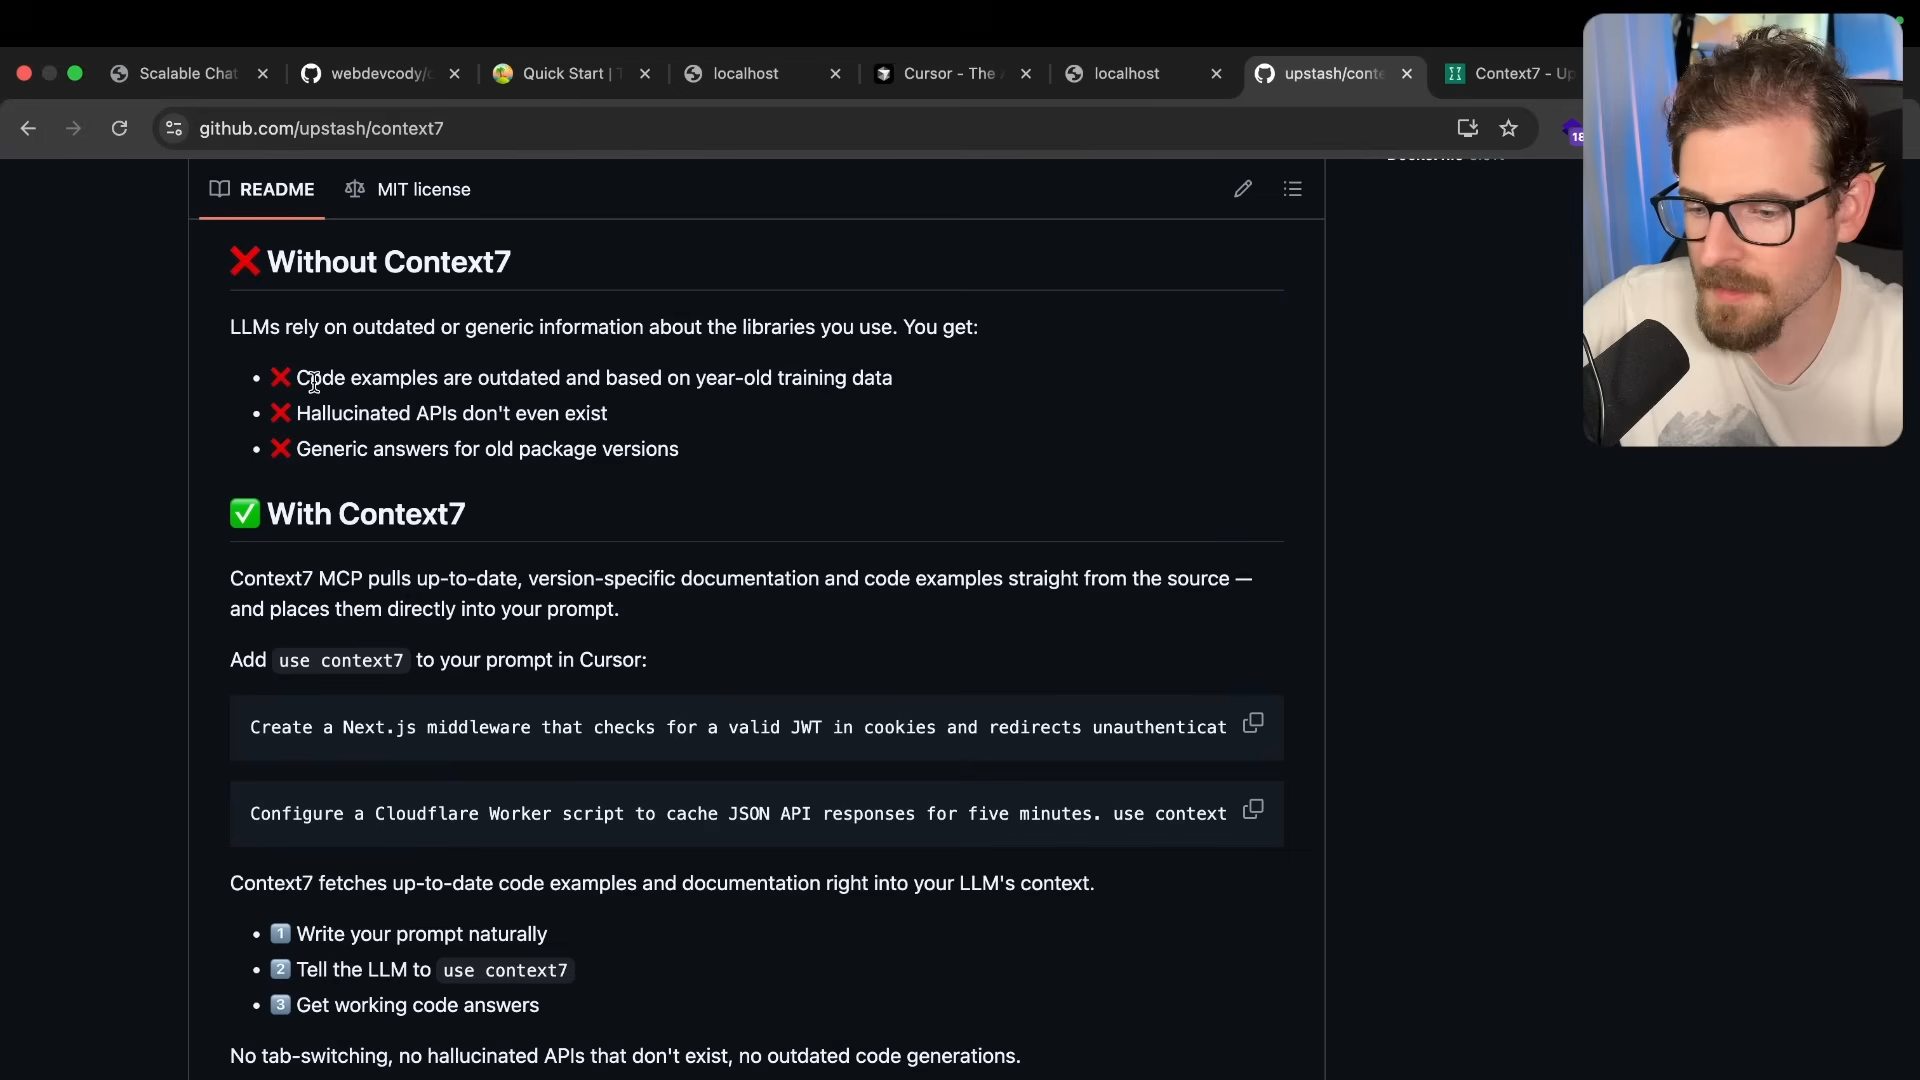 Scalable Chat
webdevcody/
Quick Start |
localhost
Cursor - The
localhost
upstash/conte
Context7 - Up
github.com/upstash/context7
18
README
MIT license
❌ Without Context7
LLMs rely on outdated or generic information about the libraries you use. You get:
• ❌ Code examples are outdated and based on year-old training data
• ❌ Hallucinated APIs don't even exist
• ❌ Generic answers for old package versions
✅ With Context7
Context7 MCP pulls up-to-date, version-specific documentation and code examples straight from the source —
and places them directly into your prompt.
Add use context7 to your prompt in Cursor:
Create a Next.js middleware that checks for a valid JWT in cookies and redirects unauthenticat
Configure a Cloudflare Worker script to cache JSON API responses for five minutes. use context
Context7 fetches up-to-date code examples and documentation right into your LLM's context.
• 1️⃣ Write your prompt naturally
• 2️⃣ Tell the LLM to use context7
• 3️⃣ Get working code answers
No tab-switching, no hallucinated APIs that don't exist, no outdated code generations.